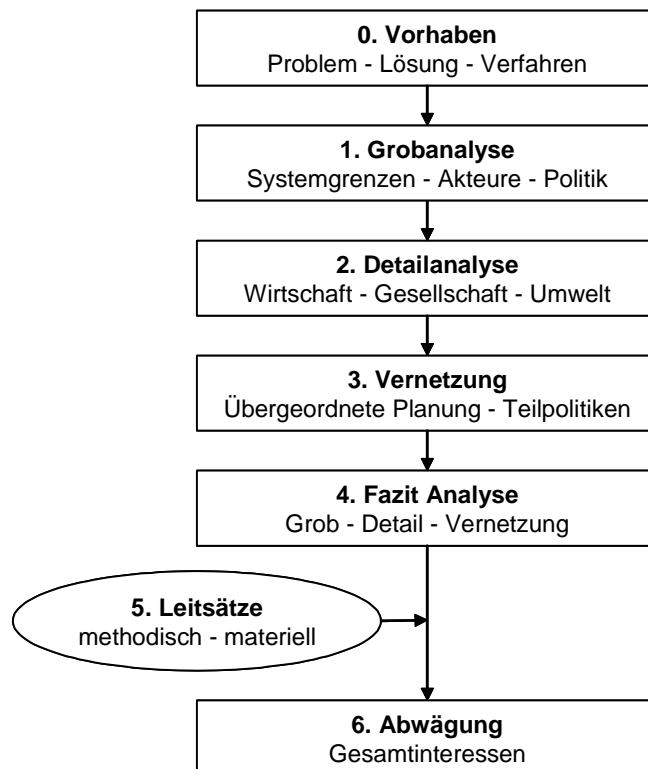 0. Vorhaben
Problem - Lösung - Verfahren
1. Grobanalyse
Systemgrenzen - Akteure - Politik
2. Detailanalyse
Wirtschaft - Gesellschaft - Umwelt
3. Vernetzung
Übergeordnete Planung - Teilpolitiken
4. Fazit Analyse
Grob - Detail - Vernetzung
5. Leitsätze
methodisch - materiell
6. Abwägung
Gesamtinteressen